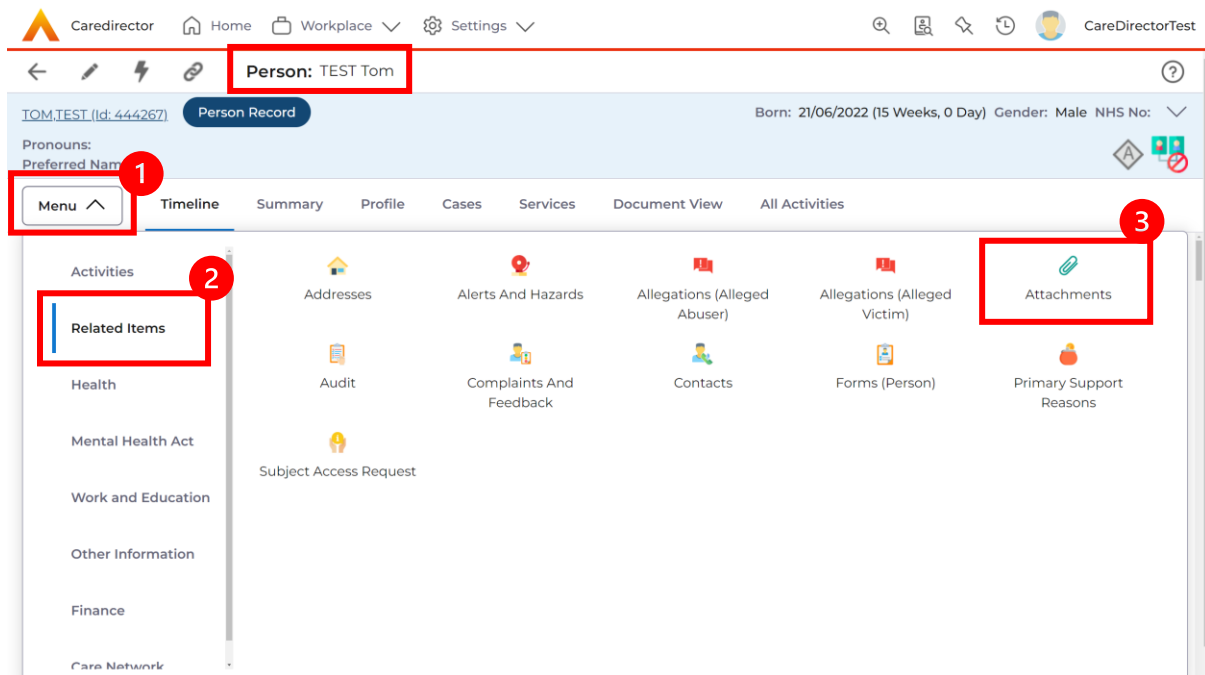 Caredirector Home Workplace Settings CareDirectorTest
Person: TEST Tom
TOM,TEST (Id: 444267) Person Record Born: 21/06/2022 (15 Weeks, 0 Day) Gender: Male NHS No:
Pronouns:
Preferred Nam
1
Menu Timeline Summary Profile Cases Services Document View All Activities
3
Activities
2
Related Items
Health
Mental Health Act
Work and Education
Other Information
Finance
Care Network
Addresses
Alerts And Hazards
Allegations (Alleged
Abuser)
Allegations (Alleged
Victim)
Attachments
Audit
Complaints And
Feedback
Contacts
Forms (Person)
Primary Support
Reasons
Subject Access Request
A